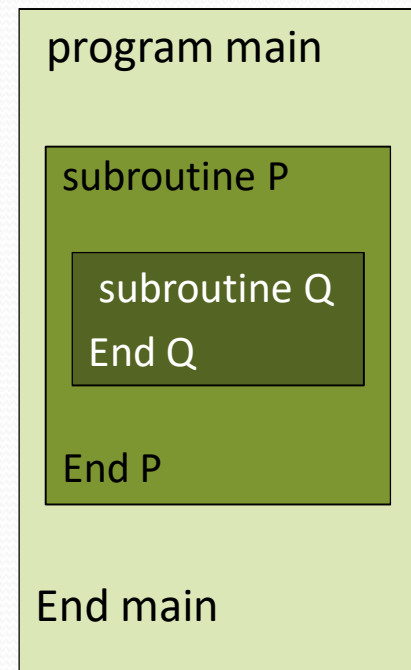 program main
subroutine P
subroutine Q
End Q
End P
End main